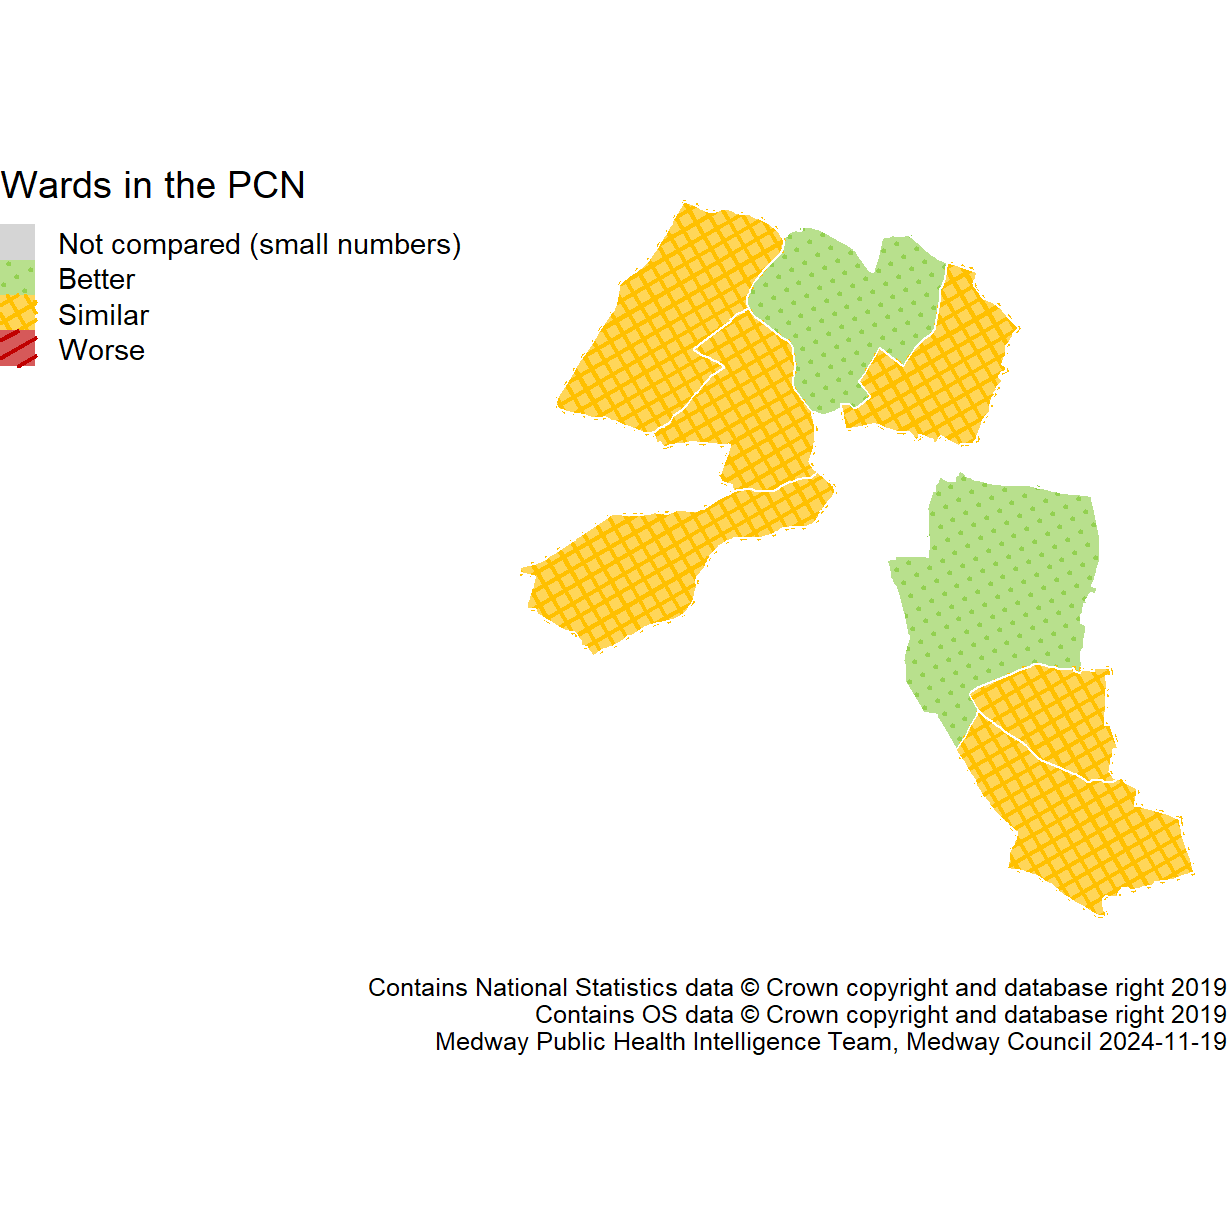 Wards in the PCN
Not compared (small numbers)
Better
Similar
Worse
Contains National Statistics data © Crown copyright and database right 2019
Contains OS data © Crown copyright and database right 2019
Medway Public Health Intelligence Team, Medway Council 2024-11-19